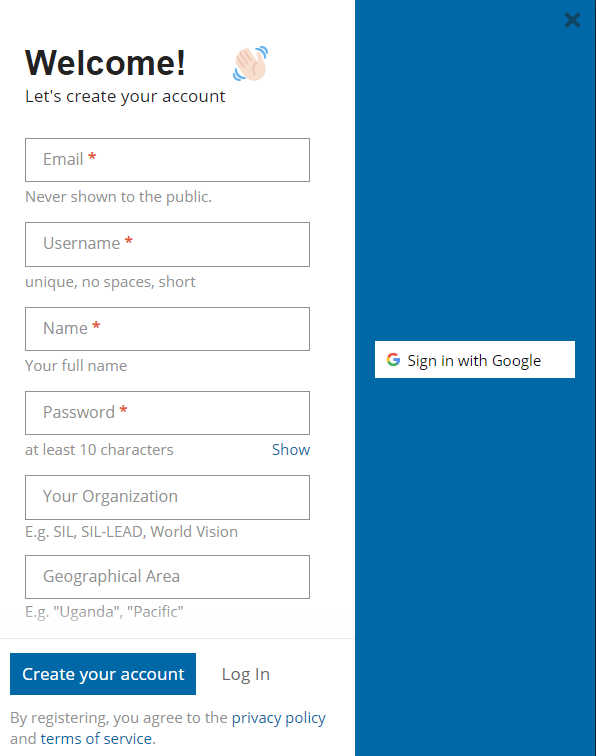 Welcome!
Let's create your account
Email *
Never shown to the public.
Username *
unique, no spaces, short
Name *
Your full name
Password *
at least 10 characters Show
Your Organization
E.g. SIL, SIL-LEAD, World Vision
Geographical Area
E.g. "Uganda", "Pacific"
Create your account Log In
By registering, you agree to the privacy policy
and terms of service.
Sign in with Google